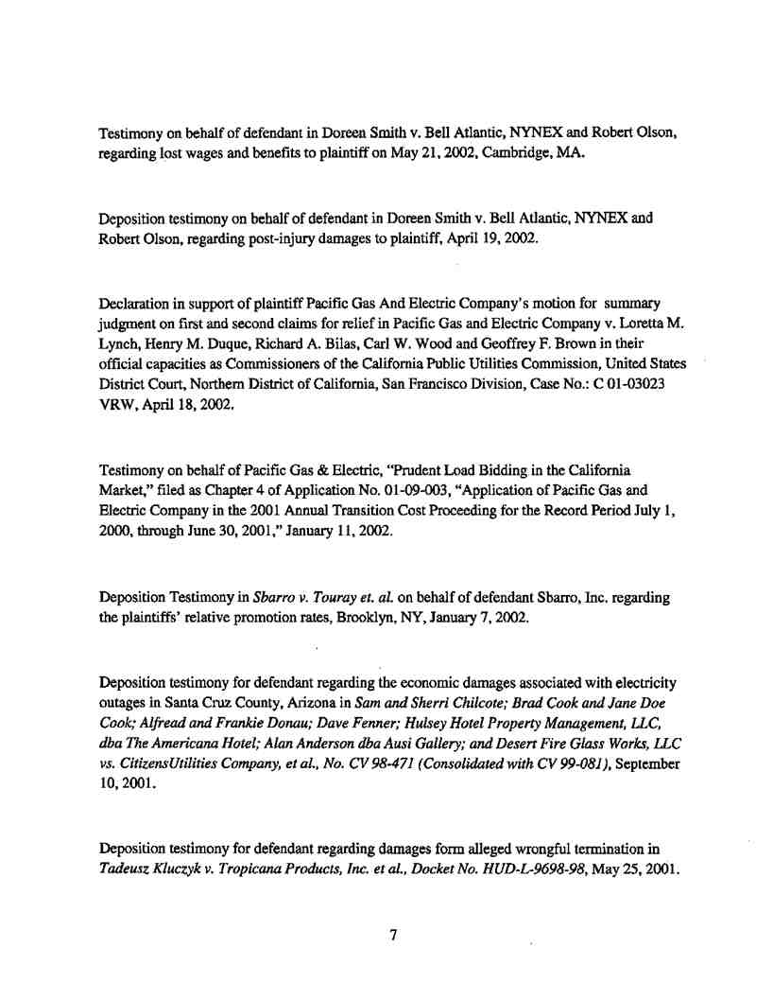 Testimony on behalf of defendant in Doreen Smith v. Bell Atlantic, NYNEX and Robert Olson,
regarding lost wages and benefits to plaintiff on May 21, 2002, Cambridge, MA.
Deposition testimony on behalf of defendant in Doreen Smith v. Bell Atlantic, NYNEX and
Robert Olson, regarding post-injury damages to plaintiff, April 19, 2002.
Declaration in support of plaintiff Pacific Gas And Electric Company's motion for summary
judgment on first and second claims for relief in Pacific Gas and Electric Company v. Loretta M.
Lynch, Henry M. Duque, Richard A. Bilas, Carl W. Wood and Geoffrey F. Brown in their
official capacities as Commissioners of the California Public Utilities Commission, United States
District Court, Northern District of California, San Francisco Division, Case No.: C 01-03023
VRW, April 18, 2002.
Testimony on behalf of Pacific Gas & Electric, “Prudent Load Bidding in the California
Market,” filed as Chapter 4 of Application No. 01-09-003, “Application of Pacific Gas and
Electric Company in the 2001 Annual Transition Cost Proceeding for the Record Period July 1,
2000, through June 30, 2001,” January 11, 2002.
Deposition Testimony in Sbarro v. Touray et. al. on behalf of defendant Sbarro, Inc. regarding
the plaintiffs' relative promotion rates, Brooklyn, NY, January 7, 2002.
Deposition testimony for defendant regarding the economic damages associated with electricity
outages in Santa Cruz County, Arizona in Sam and Sherri Chilcote; Brad Cook and Jane Doe
Cook; Alfread and Frankie Donau; Dave Fenner; Hulsey Hotel Property Management, LLC,
dba The Americana Hotel; Alan Anderson dba Ausi Gallery; and Desert Fire Glass Works, LLC
vs. CitizensUtilities Company, et al., No. CV 98-471 (Consolidated with CV 99-081), September
10, 2001.
Deposition testimony for defendant regarding damages form alleged wrongful termination in
Tadeusz Kluczyk v. Tropicana Products, Inc. et al., Docket No. HUD-L-9698-98, May 25, 2001.
7